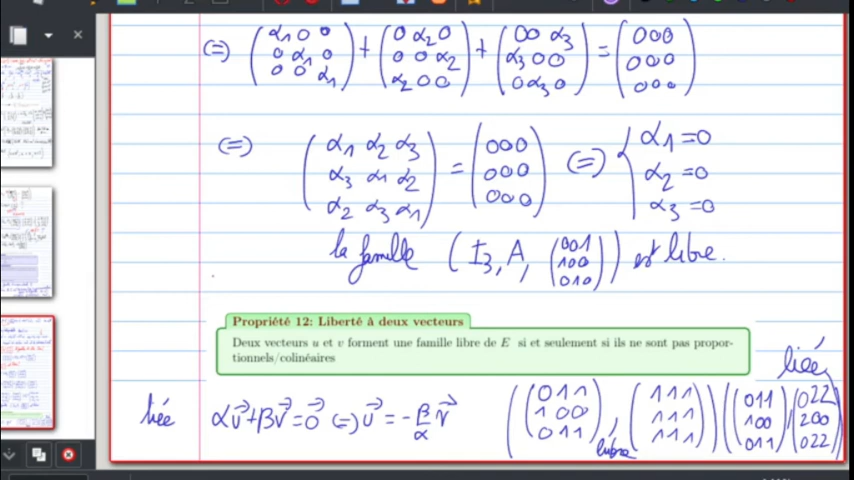 (=) (α1 0 0 / 0 α1 0 / 0 0 α1) + (0 α2 0 / 0 0 α2 / α2 0 0) + (0 0 α3 / α3 0 0 / 0 α3 0) = (0 0 0 / 0 0 0 / 0 0 0)
(=) (α1 α2 α3 / α3 α1 α2 / α2 α3 α1) = (0 0 0 / 0 0 0 / 0 0 0) (=) { α1 = 0 / α2 = 0 / α3 = 0
la famille (I3, A, (0 0 1 / 1 0 0 / 0 1 0)) est libre.
Propriété 12: Liberté à deux vecteurs
Deux vecteurs u et v forment une famille libre de E si et seulement si ils ne sont pas propor-
tionnels/colinéaires
liée αu⃗ + βv⃗ = 0⃗ (=) u⃗ = -β/α v⃗
((0 1 1 / 1 0 0 / 0 1 1), (1 1 1 / 1 1 1 / 1 1 1)) libre
((0 1 1 / 1 0 0 / 0 1 1), (0 2 2 / 2 0 0 / 0 2 2)) liée